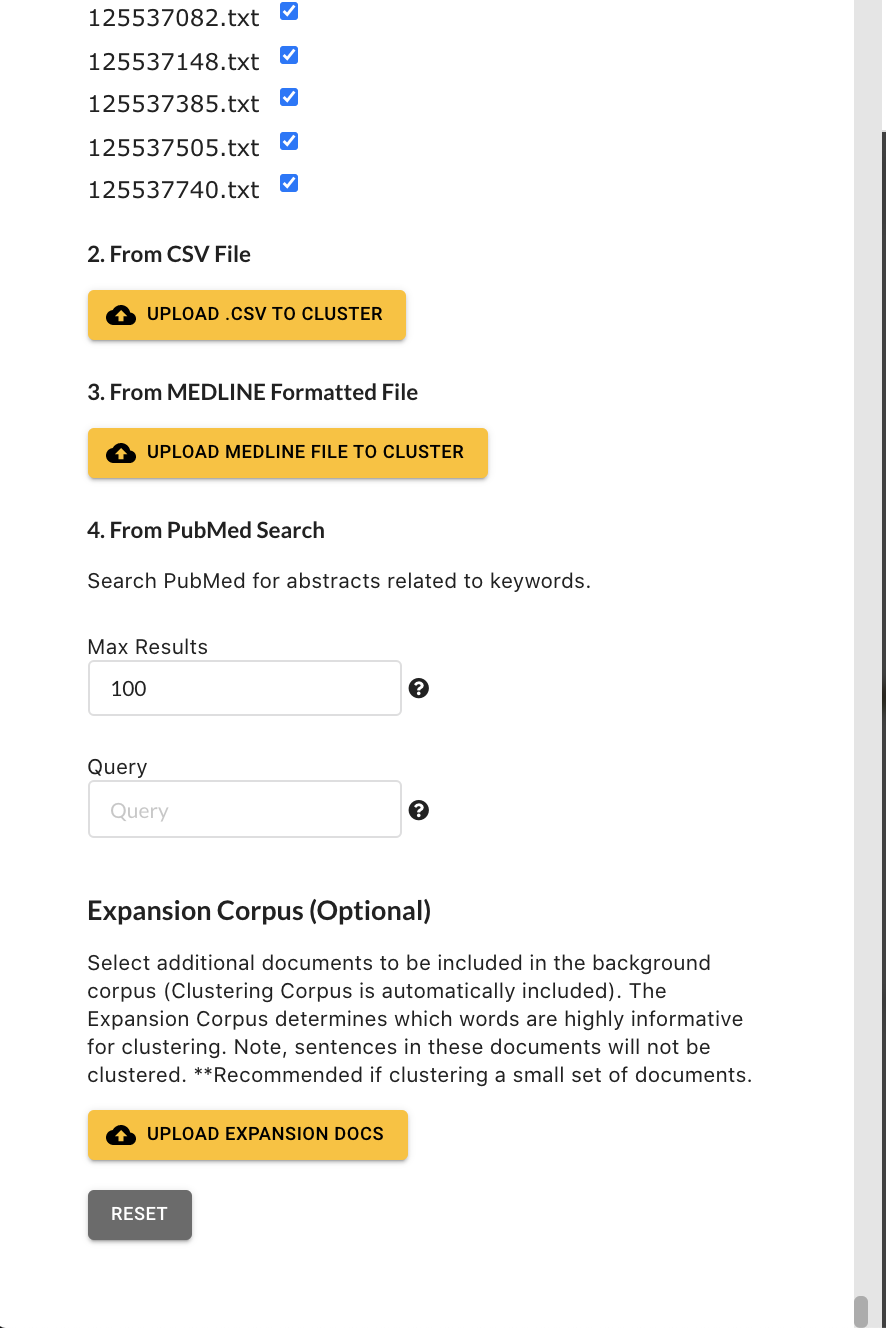 125537082.txt
125537148.txt
125537385.txt
125537505.txt
125537740.txt
2. From CSV File
UPLOAD .CSV TO CLUSTER
3. From MEDLINE Formatted File
UPLOAD MEDLINE FILE TO CLUSTER
4. From PubMed Search
Search PubMed for abstracts related to keywords.
Max Results
100
Query
Query
Expansion Corpus (Optional)
Select additional documents to be included in the background
corpus (Clustering Corpus is automatically included). The
Expansion Corpus determines which words are highly informative
for clustering. Note, sentences in these documents will not be
clustered. **Recommended if clustering a small set of documents.
UPLOAD EXPANSION DOCS
RESET